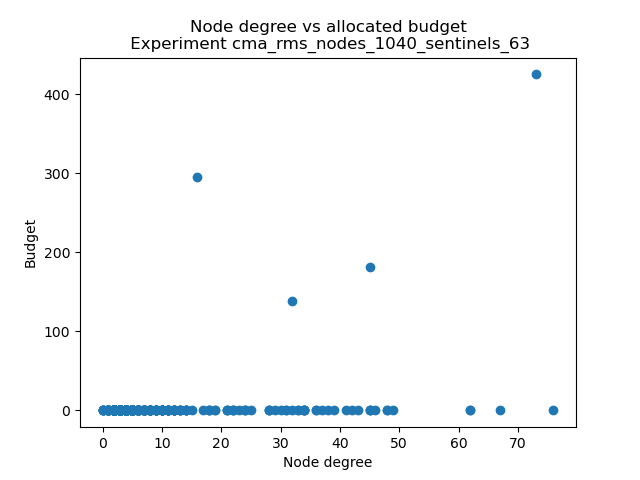 Node degree vs allocated budget
Experiment cma_rms_nodes_1040_sentinels_63
400
300
200
100
0
Budget
0 10 20 30 40 50 60 70
Node degree